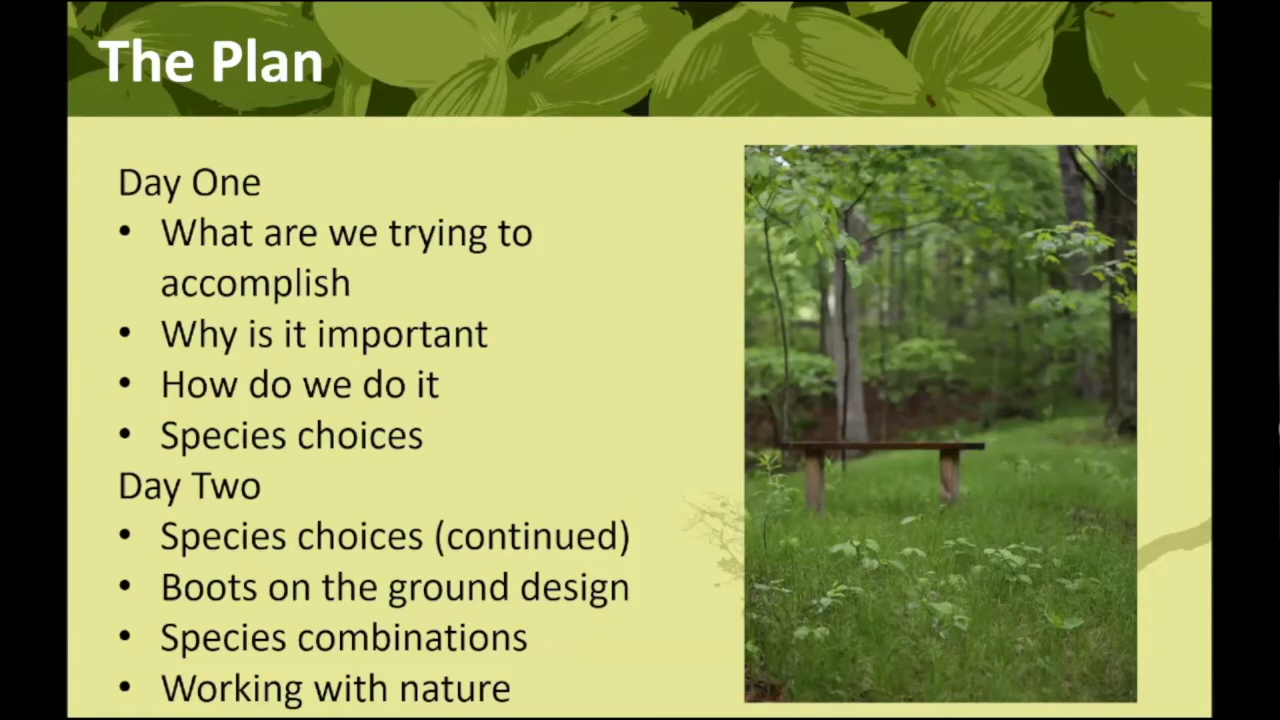 The Plan
Day One
• What are we trying to
accomplish
• Why is it important
• How do we do it
• Species choices
Day Two
• Species choices (continued)
• Boots on the ground design
• Species combinations
• Working with nature